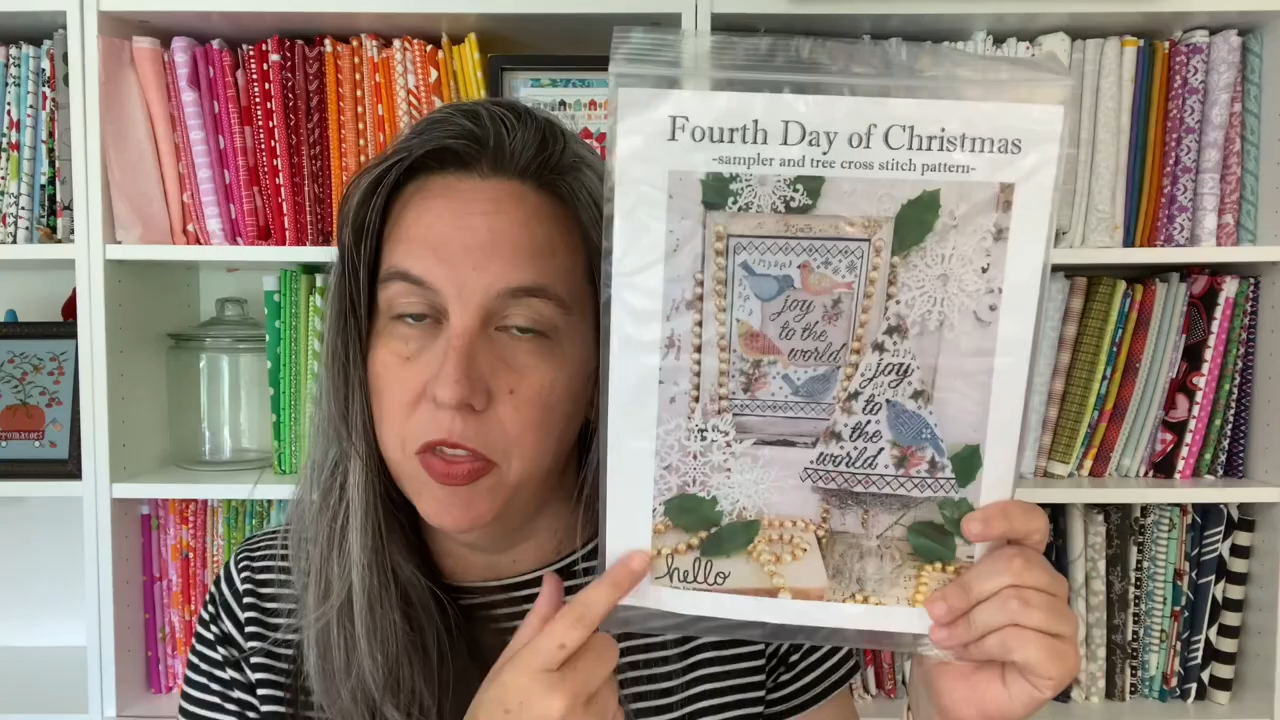 Fourth Day of Christmas
-sampler and tree cross stitch pattern-
joy
to the
world
joy
to
the
world
hello
TOMATOES